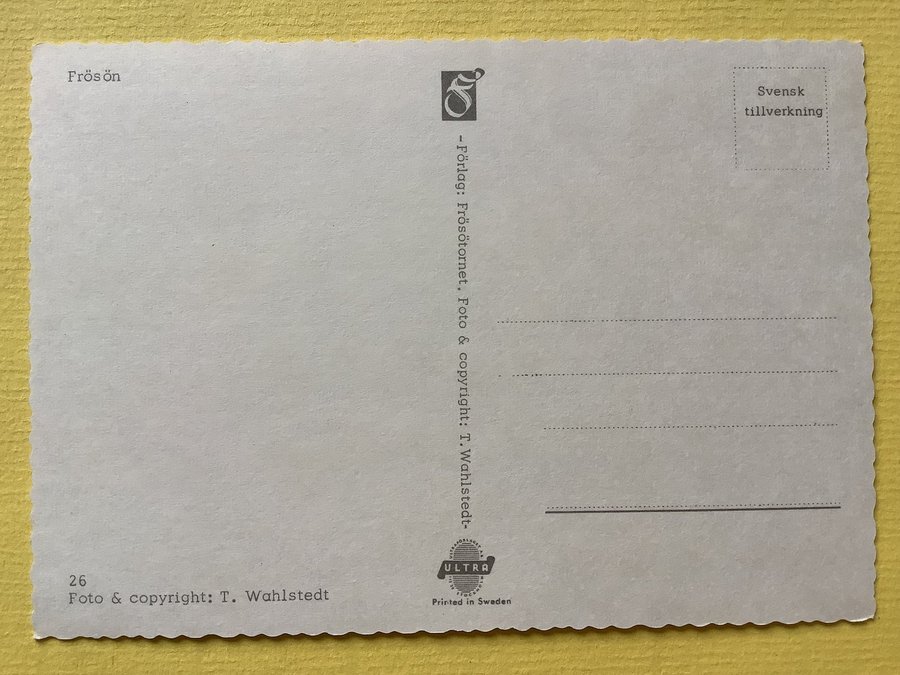 Frösön
Svensk
tillverkning
-Förlag: Frösötornet. Foto & copyright: T. Wahlstedt-
26
Foto & copyright: T. Wahlstedt
ULTRA
Printed in Sweden